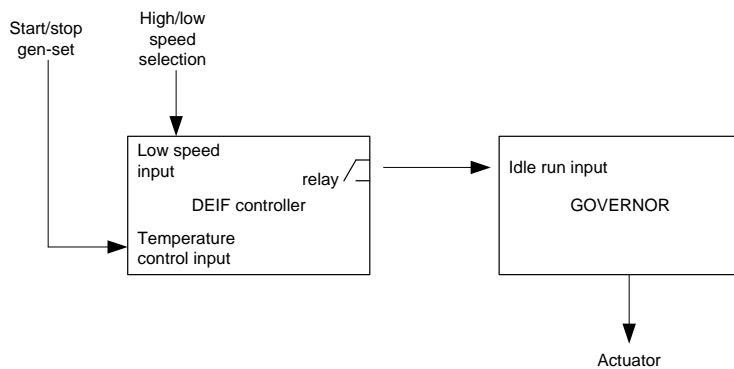 Start/stop
gen-set
High/low
speed
selection
Low speed
input
relay
DEIF controller
Temperature
control input
Idle run input
GOVERNOR
Actuator